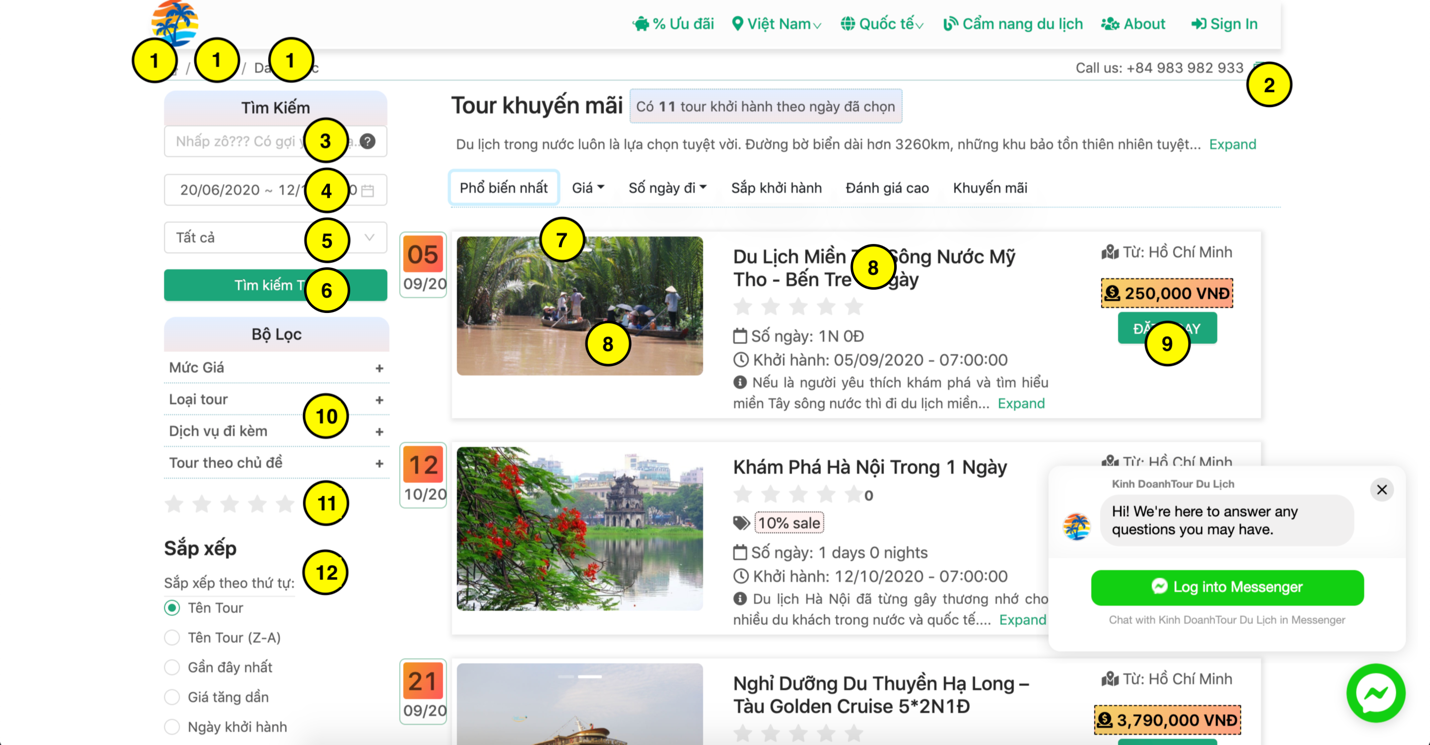 % Ưu đãi Việt Nam Quốc tế Cẩm nang du lịch About Sign In
1 / 1 / 1
Call us: +84 983 982 933
2
Tìm Kiếm
Nhấp zô??? Có gợi
3
20/06/2020 ~
4
Tất cả
5
Tìm kiếm
6
Bộ Lọc
Mức Giá +
Loại tour +
10
Dịch vụ đi kèm +
Tour theo chủ đề +
11
Sắp xếp
12
Sắp xếp theo thứ tự:
Tên Tour
Tên Tour (Z-A)
Gần đây nhất
Giá tăng dần
Ngày khởi hành
Tour khuyến mãi Có 11 tour khởi hành theo ngày đã chọn
Du lịch trong nước luôn là lựa chọn tuyệt vời. Đường bờ biển dài hơn 3260km, những khu bảo tồn thiên nhiên tuyệt... Expand
Phổ biến nhất Giá Số ngày đi Sắp khởi hành Đánh giá cao Khuyến mãi
05
09/20
7
8
Du Lịch Miền Sông Nước Mỹ
Tho - Bến Tre
8
Số ngày: 1N 0Đ
Khởi hành: 05/09/2020 - 07:00:00
Nếu là người yêu thích khám phá và tìm hiểu
miền Tây sông nước thì đi du lịch miền... Expand
Từ: Hồ Chí Minh
250,000 VNĐ
9
12
10/20
Khám Phá Hà Nội Trong 1 Ngày
0
10% sale
Số ngày: 1 days 0 nights
Khởi hành: 12/10/2020 - 07:00:00
Du lịch Hà Nội đã từng gây thương nhớ cho
nhiều du khách trong nước và quốc tế.... Expand
Từ: Hồ Chí Minh
21
09/20
Nghỉ Dưỡng Du Thuyền Hạ Long –
Tàu Golden Cruise 5*2N1Đ
Từ: Hồ Chí Minh
3,790,000 VNĐ
Kinh DoanhTour Du Lịch
Hi! We're here to answer any
questions you may have.
Log into Messenger
Chat with Kinh DoanhTour Du Lịch in Messenger